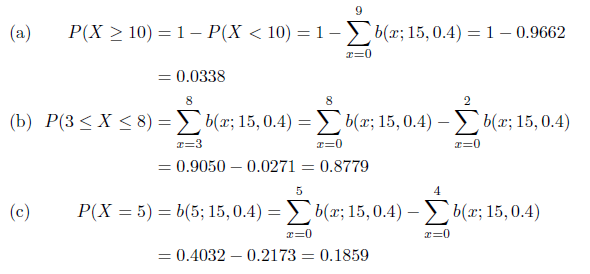 (a) P(X ≥ 10) = 1 − P(X < 10) = 1 − ∑_{x=0}^{9} b(x; 15, 0.4) = 1 − 0.9662
= 0.0338
(b) P(3 ≤ X ≤ 8) = ∑_{x=3}^{8} b(x; 15, 0.4) = ∑_{x=0}^{8} b(x; 15, 0.4) − ∑_{x=0}^{2} b(x; 15, 0.4)
= 0.9050 − 0.0271 = 0.8779
(c) P(X = 5) = b(5; 15, 0.4) = ∑_{x=0}^{5} b(x; 15, 0.4) − ∑_{x=0}^{4} b(x; 15, 0.4)
= 0.4032 − 0.2173 = 0.1859